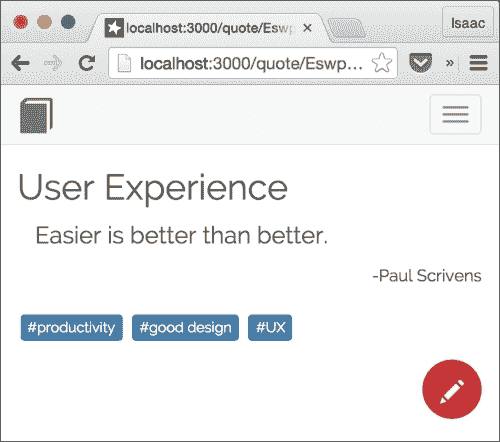 localhost:3000/quote/Eswp
Isaac
localhost:3000/quote/Eswp...
User Experience
Easier is better than better.
-Paul Scrivens
#productivity #good design #UX